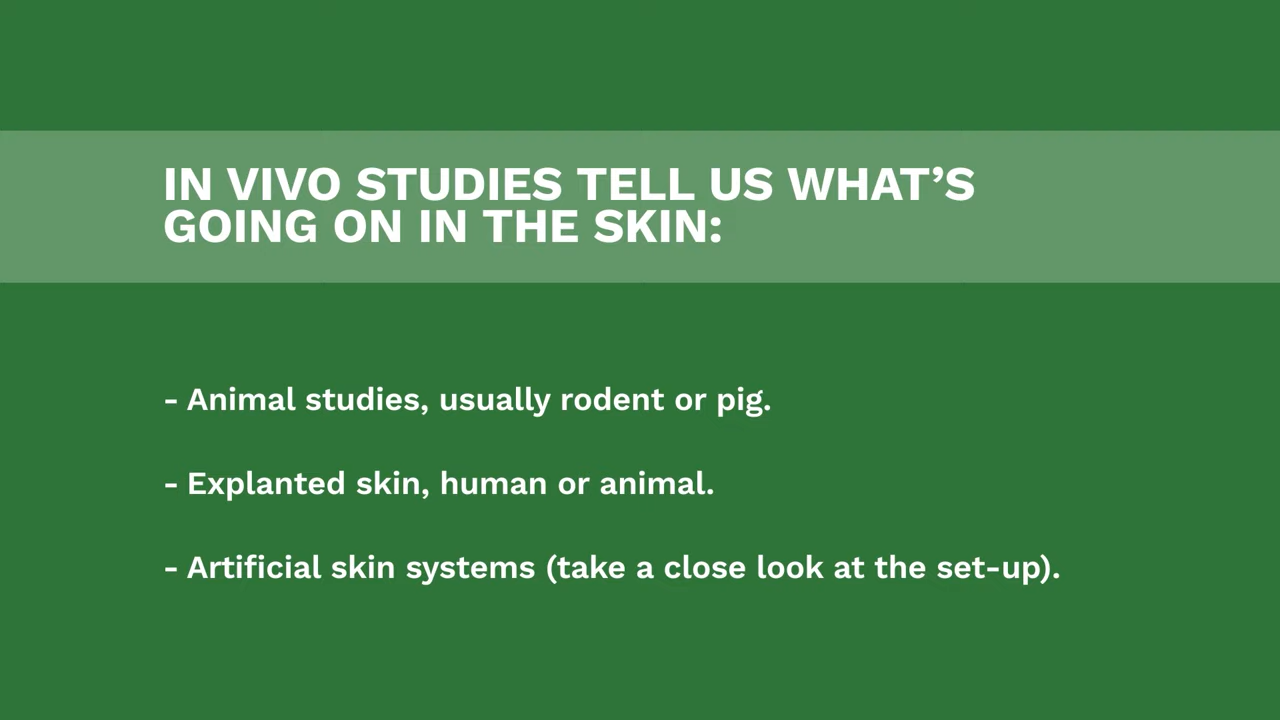 IN VIVO STUDIES TELL US WHAT’S
GOING ON IN THE SKIN:
- Animal studies, usually rodent or pig.
- Explanted skin, human or animal.
- Artificial skin systems (take a close look at the set-up).